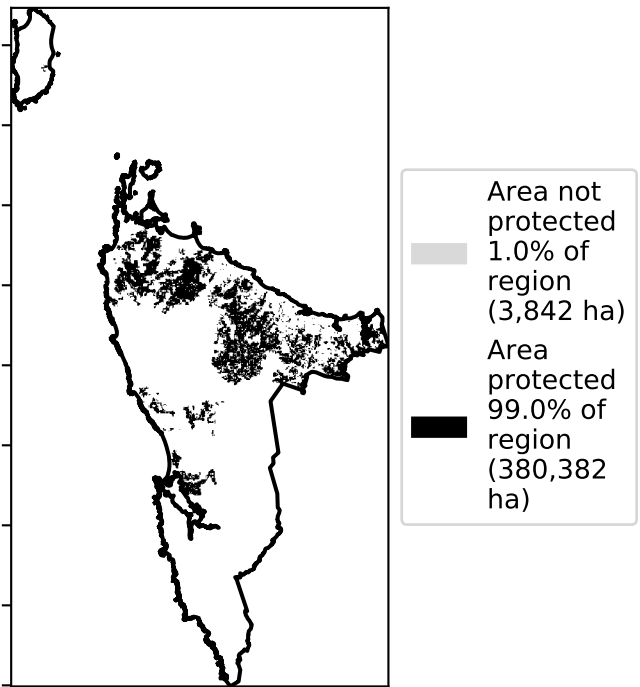 Area not
protected
1.0% of
region
(3,842 ha)
Area
protected
99.0% of
region
(380,382
ha)